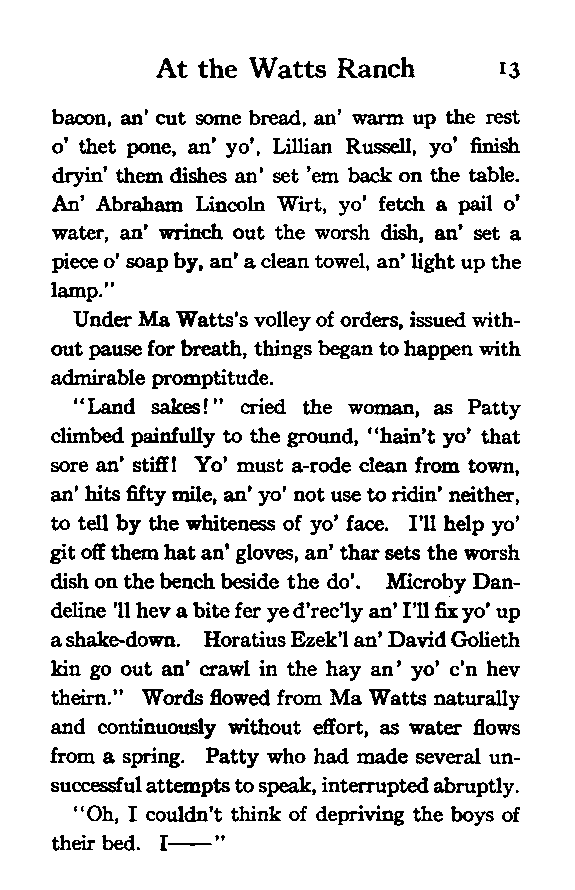 At the Watts Ranch 13
bacon, an' cut some bread, an' warm up the rest
o' thet pone, an' yo', Lillian Russell, yo' finish
dryin' them dishes an' set 'em back on the table.
An' Abraham Lincoln Wirt, yo' fetch a pail o'
water, an' wrinch out the worsh dish, an' set a
piece o' soap by, an' a clean towel, an' light up the
lamp."
Under Ma Watts's volley of orders, issued with-
out pause for breath, things began to happen with
admirable promptitude.
"Land sakes!" cried the woman, as Patty
climbed painfully to the ground, "hain't yo' that
sore an' stiff! Yo' must a-rode clean from town,
an' hits fifty mile, an' yo' not use to ridin' neither,
to tell by the whiteness of yo' face. I'll help yo'
git off them hat an' gloves, an' thar sets the worsh
dish on the bench beside the do'. Microby Dan-
deline 'll hev a bite fer ye d'rec'ly an' I'll fix yo' up
a shake-down. Horatius Ezek'l an' David Golieth
kin go out an' crawl in the hay an' yo' c'n hev
theirn." Words flowed from Ma Watts naturally
and continuously without effort, as water flows
from a spring. Patty who had made several un-
successful attempts to speak, interrupted abruptly.
"Oh, I couldn't think of depriving the boys of
their bed. I——"